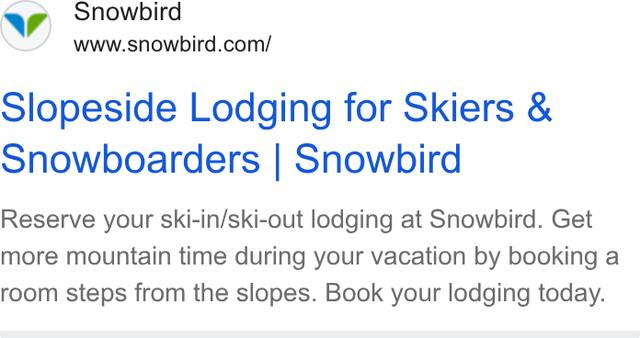 Snowbird
www.snowbird.com/
Slopeside Lodging for Skiers &
Snowboarders | Snowbird
Reserve your ski-in/ski-out lodging at Snowbird. Get
more mountain time during your vacation by booking a
room steps from the slopes. Book your lodging today.